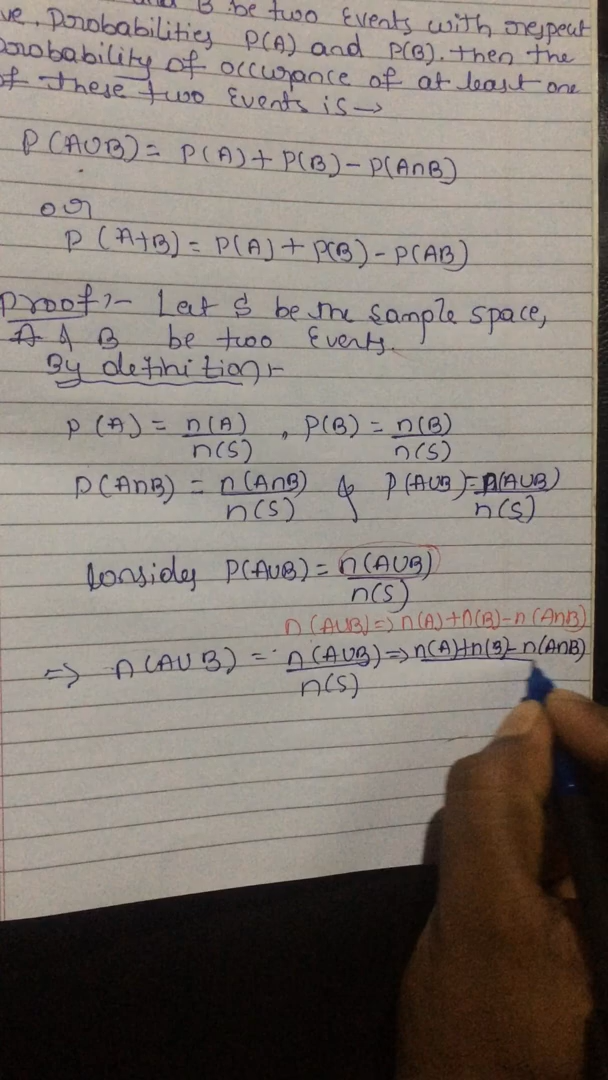 B be two Events with respect
ve. Probabilities P(A) and P(B). then the
probability of occurance of at least one
of these two Events is →
P(A∪B) = P(A) + P(B) - P(A∩B)
or
P(A+B) = P(A) + P(B) - P(AB)
Proof :- Let S be the sample space,
A & B be two Events.
By definition :-
P(A) = n(A)/n(S) , P(B) = n(B)/n(S)
P(A∩B) = n(A∩B)/n(S) & P(A∪B) = n(A∪B)/n(S)
Consider P(A∪B) = n(A∪B)/n(S)
n(A∪B) => n(A)+n(B)-n(A∩B)
=> n(A∪B) = n(A∪B)/n(S) => n(A)+n(B)-n(A∩B)